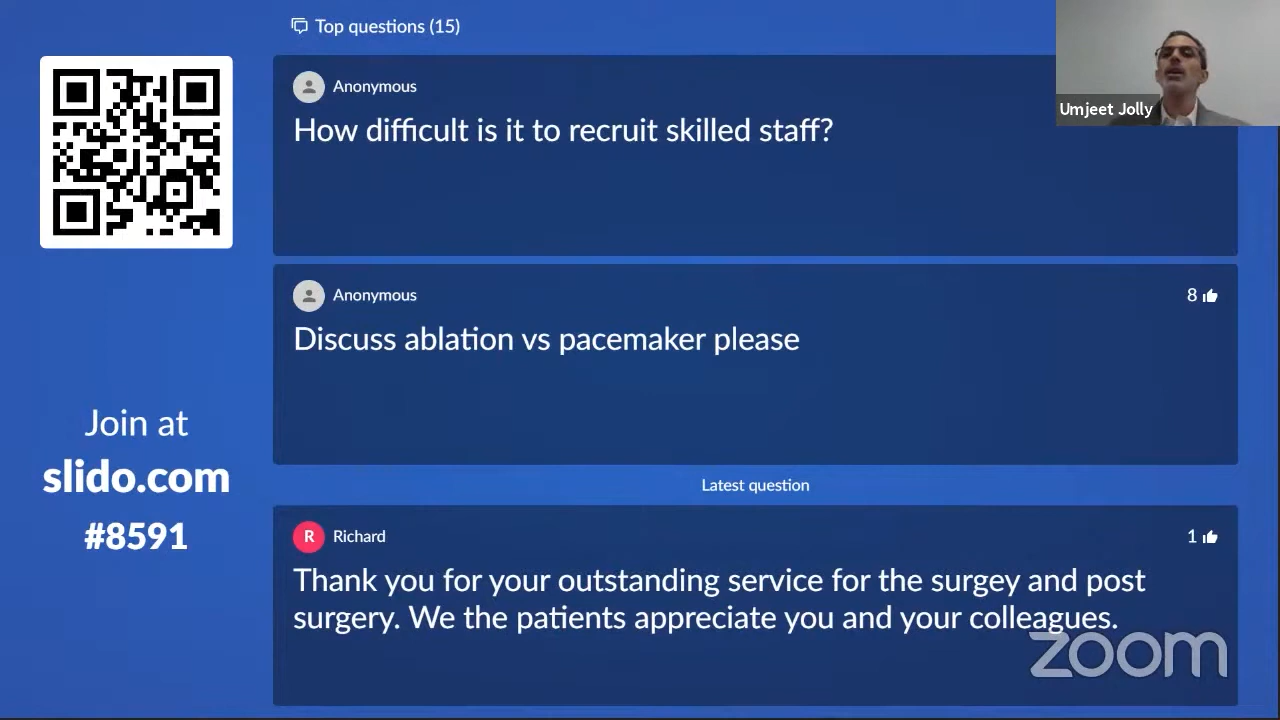 Top questions (15)
Anonymous
How difficult is it to recruit skilled staff?
Umjeet Jolly
Anonymous
8
Discuss ablation vs pacemaker please
Join at
slido.com
#8591
Latest question
R Richard
1
Thank you for your outstanding service for the surgey and post
surgery. We the patients appreciate you and your colleagues.
zoom